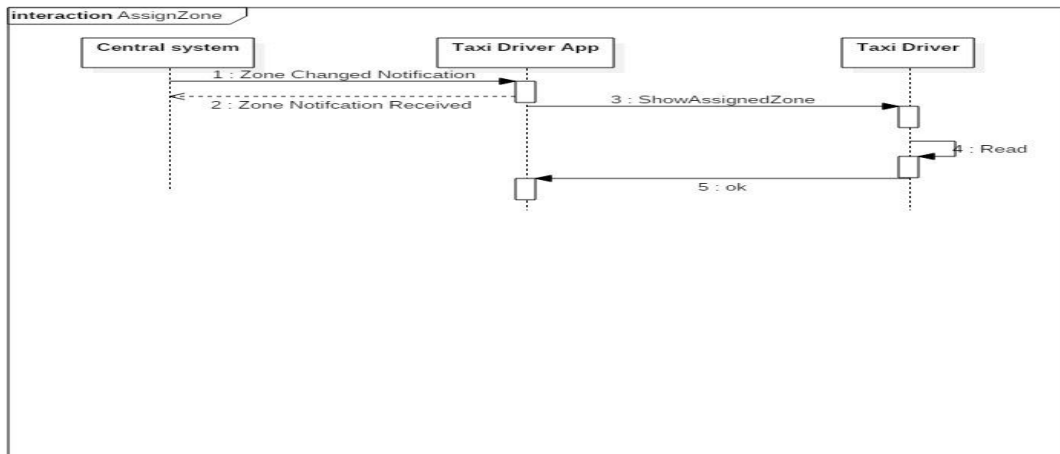 interaction AssignZone
Central system
Taxi Driver App
Taxi Driver
1 : Zone Changed Notification
2 : Zone Notifcation Received
3 : ShowAssignedZone
4 : Read
5 : ok